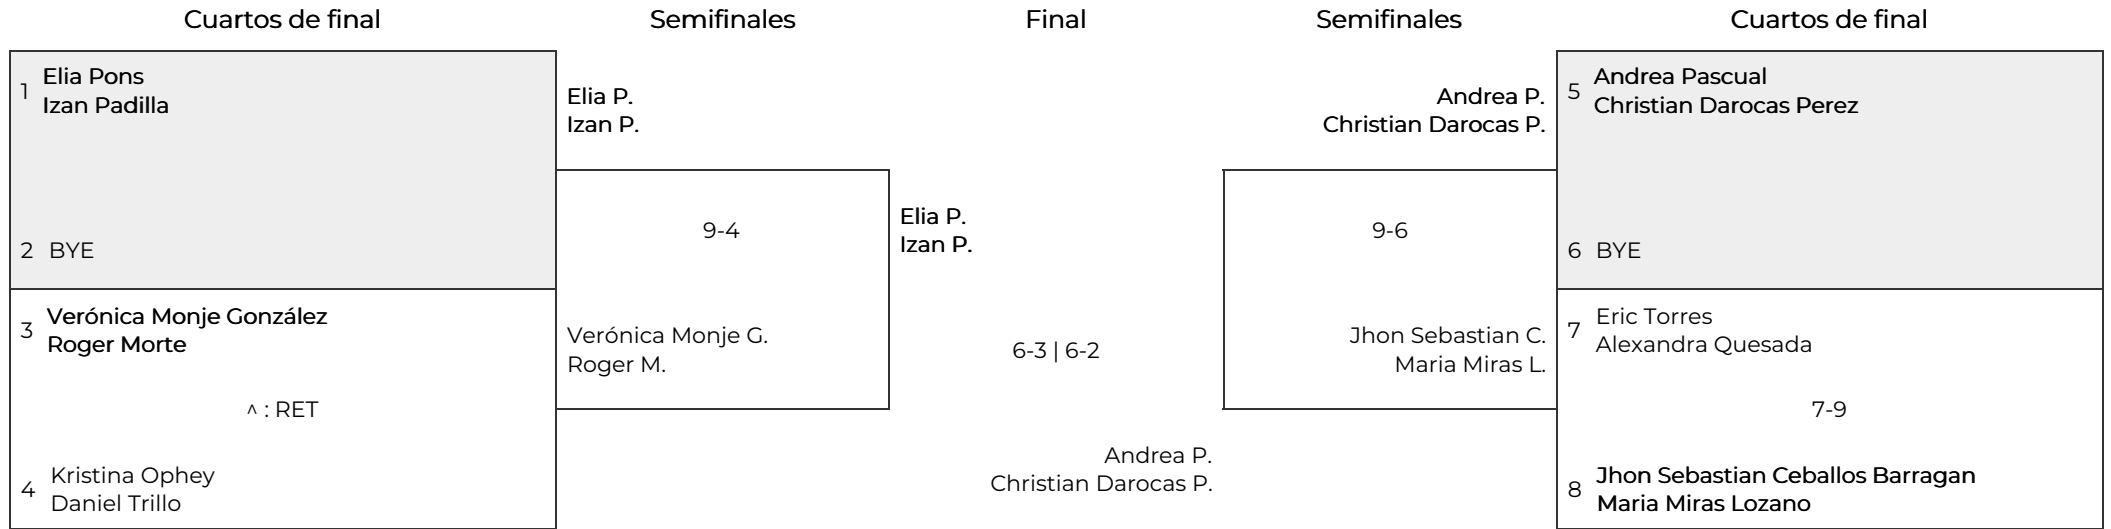 Cuartos de final
Semifinales
Final
Semifinales
Cuartos de final
1
Elia Pons
Izan Padilla
2 BYE
3
Verónica Monje González
Roger Morte
^ : RET
4
Kristina Ophey
Daniel Trillo
Elia P.
Izan P.
9-4
Verónica Monje G.
Roger M.
Elia P.
Izan P.
6-3 | 6-2
Andrea P.
Christian Darocas P.
Andrea P.
Christian Darocas P.
9-6
Jhon Sebastian C.
Maria Miras L.
5
Andrea Pascual
Christian Darocas Perez
6 BYE
7
Eric Torres
Alexandra Quesada
7-9
8
Jhon Sebastian Ceballos Barragan
Maria Miras Lozano